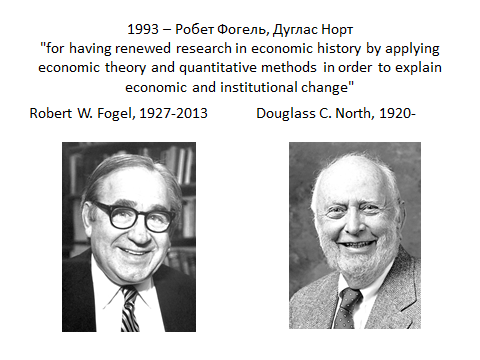 1993 – Робет Фогель, Дуглас Норт
"for having renewed research in economic history by applying
economic theory and quantitative methods in order to explain
economic and institutional change"
Robert W. Fogel, 1927-2013
Douglass C. North, 1920-